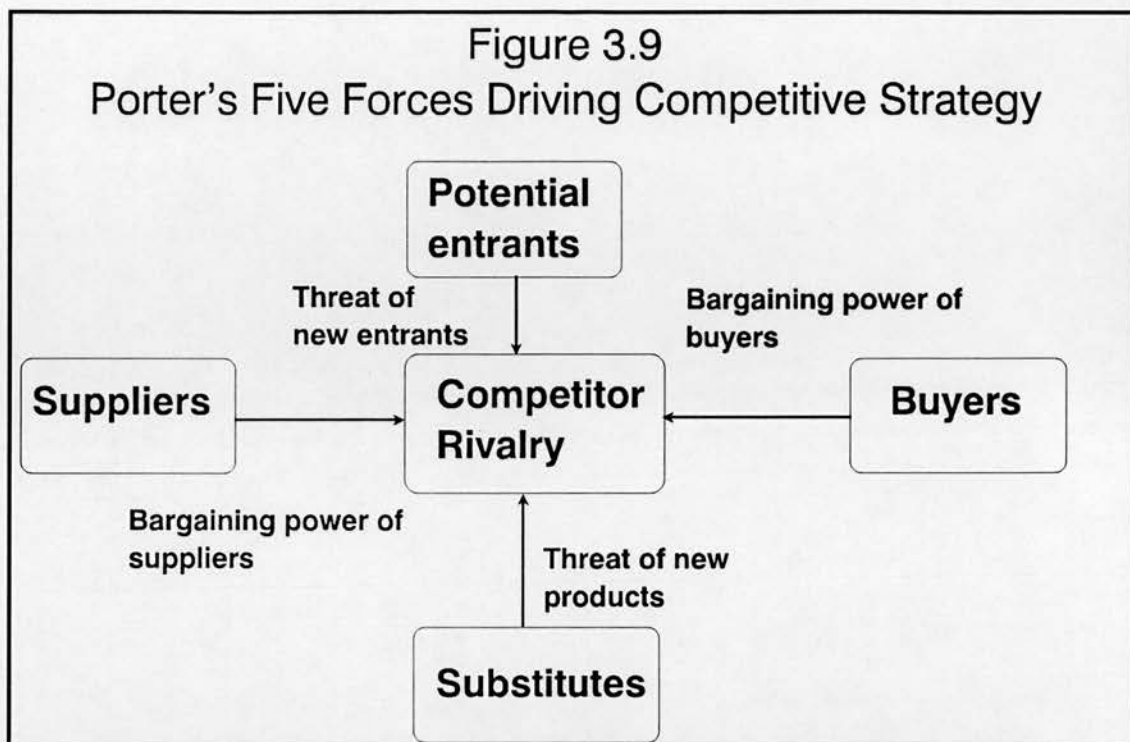 Figure 3.9
Porter's Five Forces Driving Competitive Strategy
Potential
entrants
Threat of
new entrants
Bargaining power of
buyers
Suppliers
Competitor
Rivalry
Buyers
Bargaining power of
suppliers
Threat of new
products
Substitutes